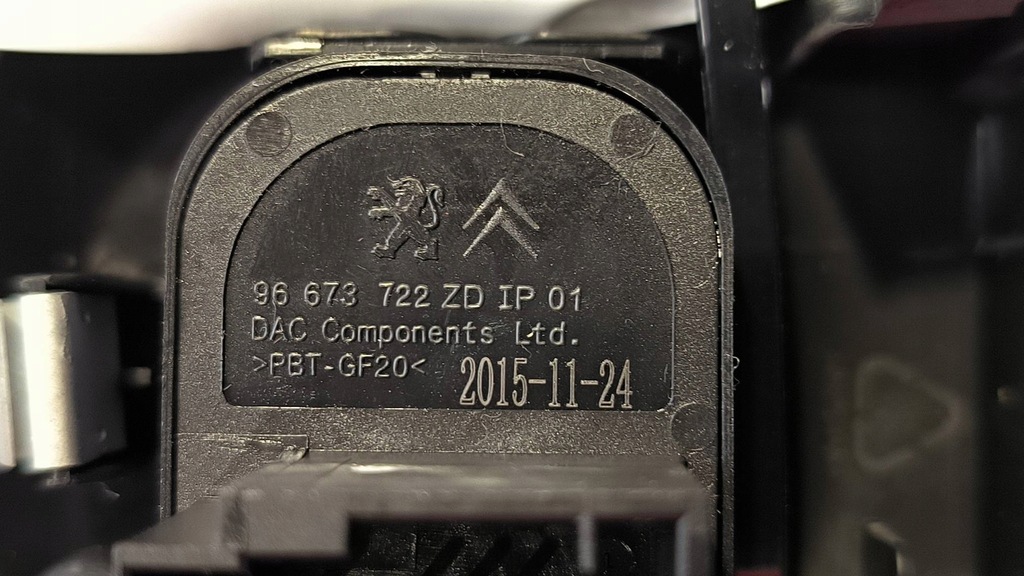 96 673 722 ZD IP 01
DAC Components Ltd.
>PBT-GF20<
2015-11-24